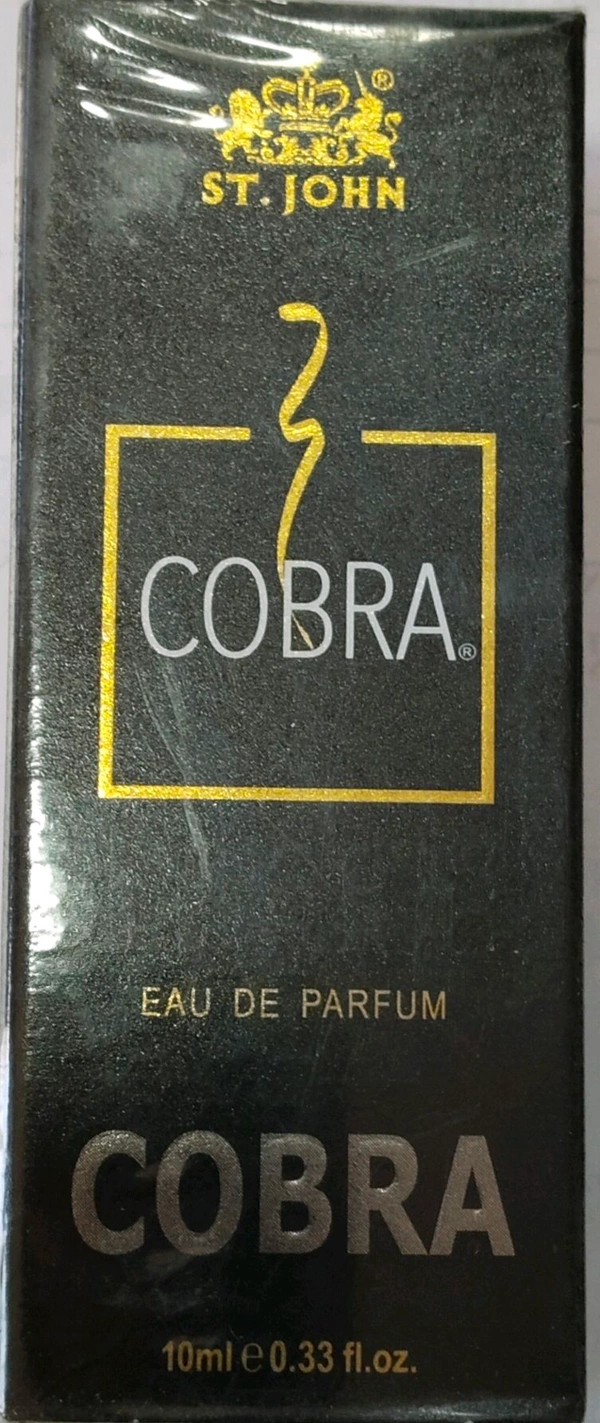 ®
ST. JOHN
COBRA®
EAU DE PARFUM
COBRA
10ml e 0.33 fl.oz.